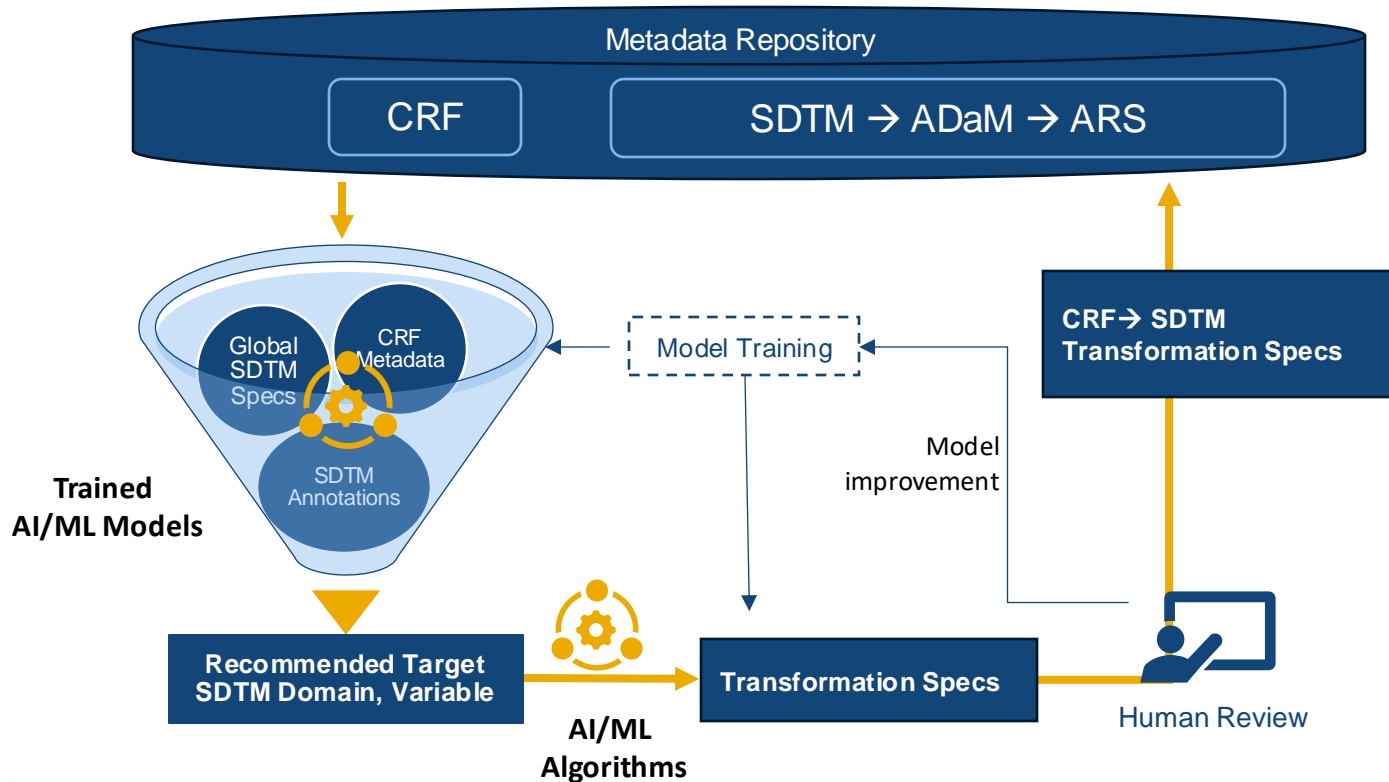 Metadata Repository
CRF
SDTM → ADaM → ARS
Global
SDTM
Specs
CRF
Metadata
SDTM
Annotations
Trained
AI/ML Models
Model Training
CRF→ SDTM
Transformation Specs
Model
improvement
Recommended Target
SDTM Domain, Variable
AI/ML
Algorithms
Transformation Specs
Human Review